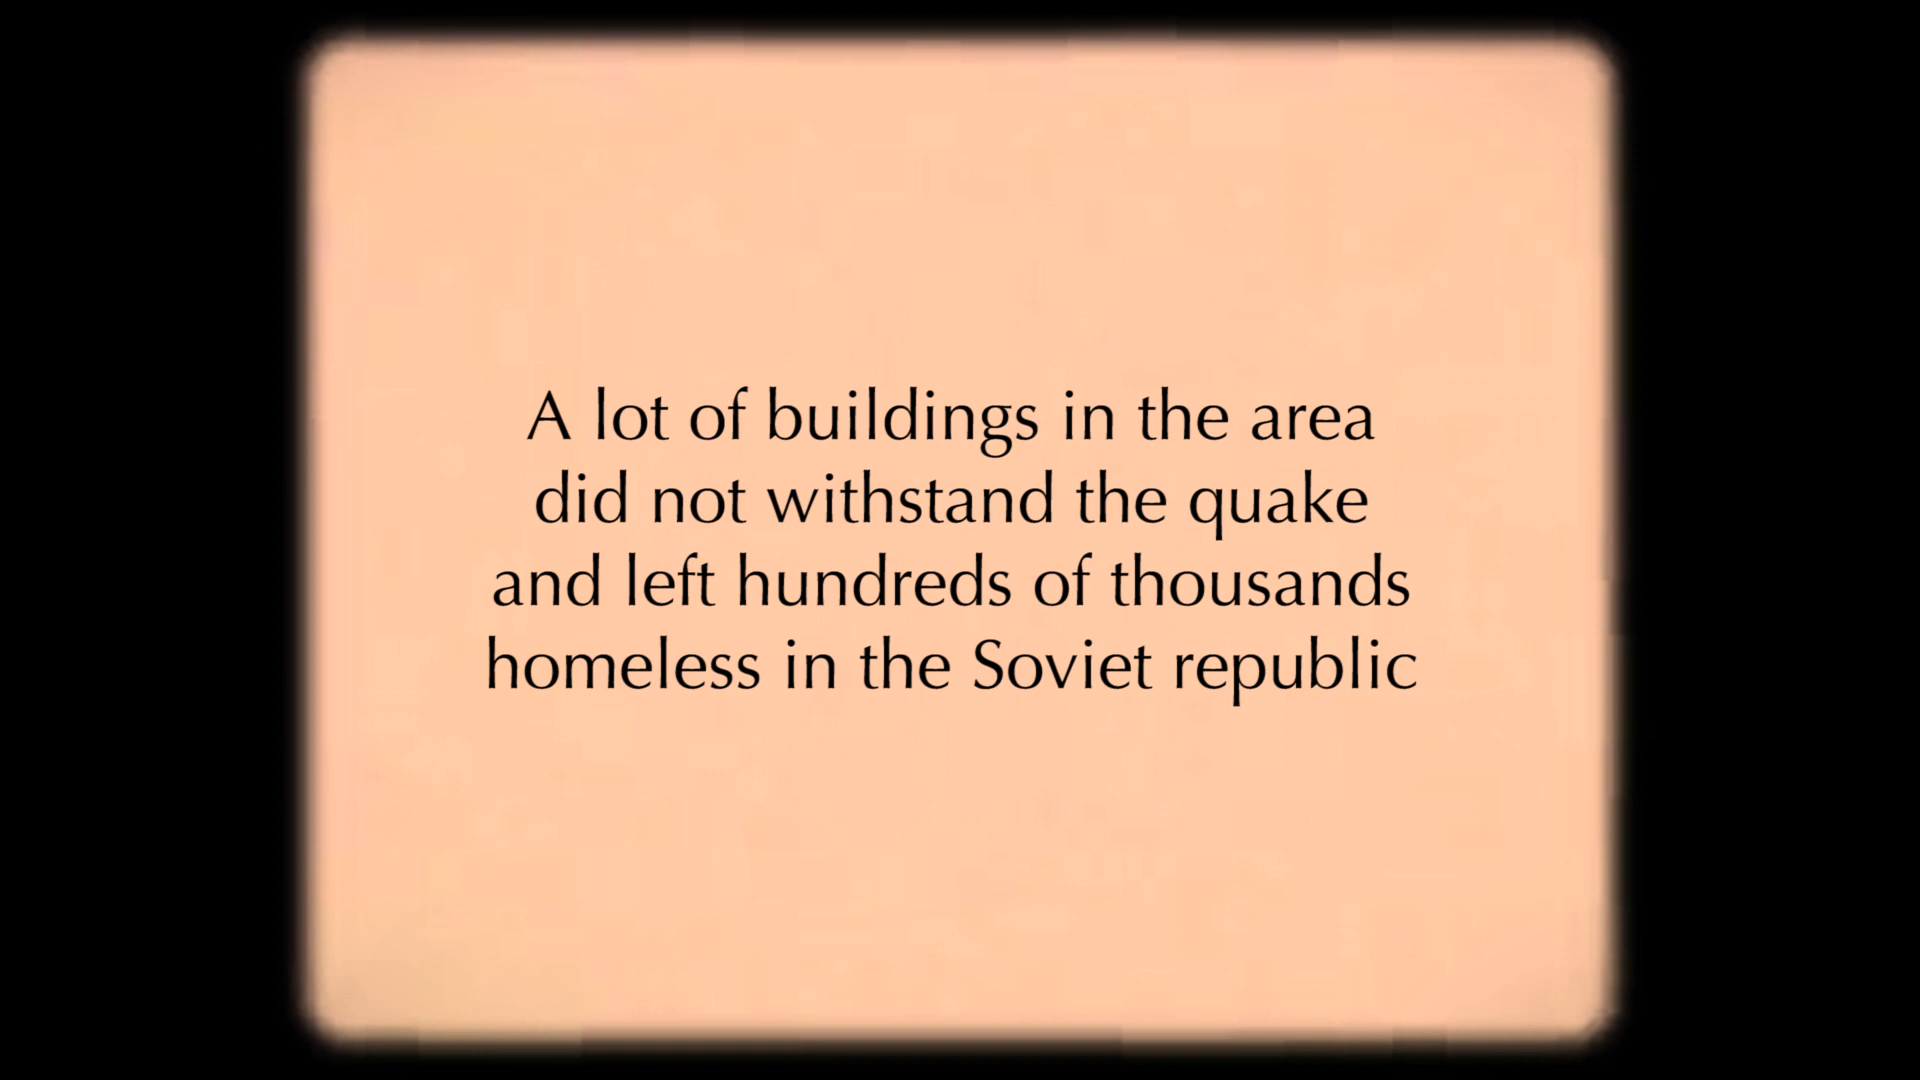 A lot of buildings in the area
did not withstand the quake
and left hundreds of thousands
homeless in the Soviet republic